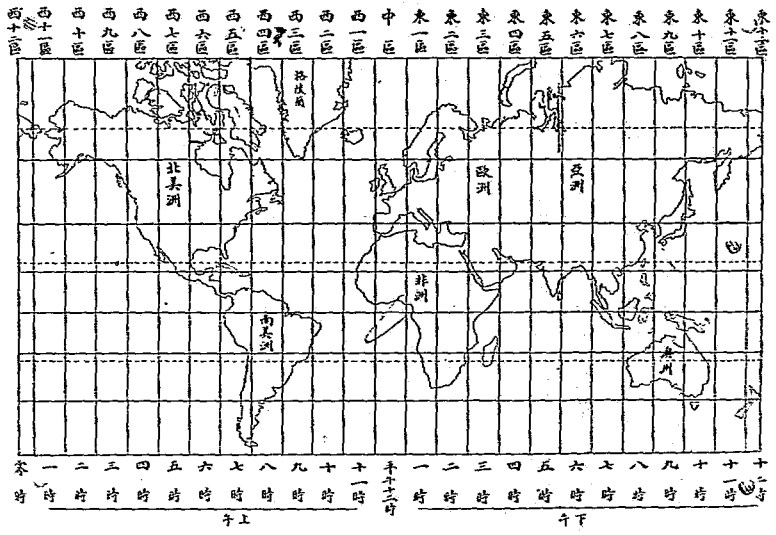 西十二區
西十一區
西十區
西九區
西八區
西七區
西六區
西五區
西四區
西三區
西二區
西一區
中區
東一區
東二區
東三區
東四區
東五區
東六區
東七區
東八區
東九區
東十區
東十一區
東十二區
格陵蘭
北美洲
歐洲
亞洲
非洲
南美洲
澳洲
零時
一時
二時
三時
四時
五時
六時
七時
八時
九時
十時
十一時
正午十二時
一時
二時
三時
四時
五時
六時
七時
八時
九時
十時
十一時
十二時
上午
下午